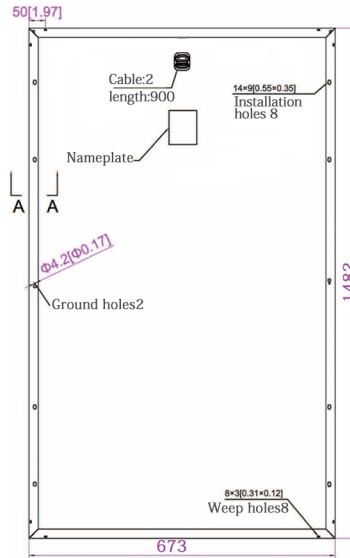 50[1.97]
Cable:2
length:900
14×9[0.55×0.35]
Installation
holes 8
Nameplate
A A
Φ4.2[Φ0.17]
Ground holes2
1482
8×3[0.31×0.12]
Weep holes8
673